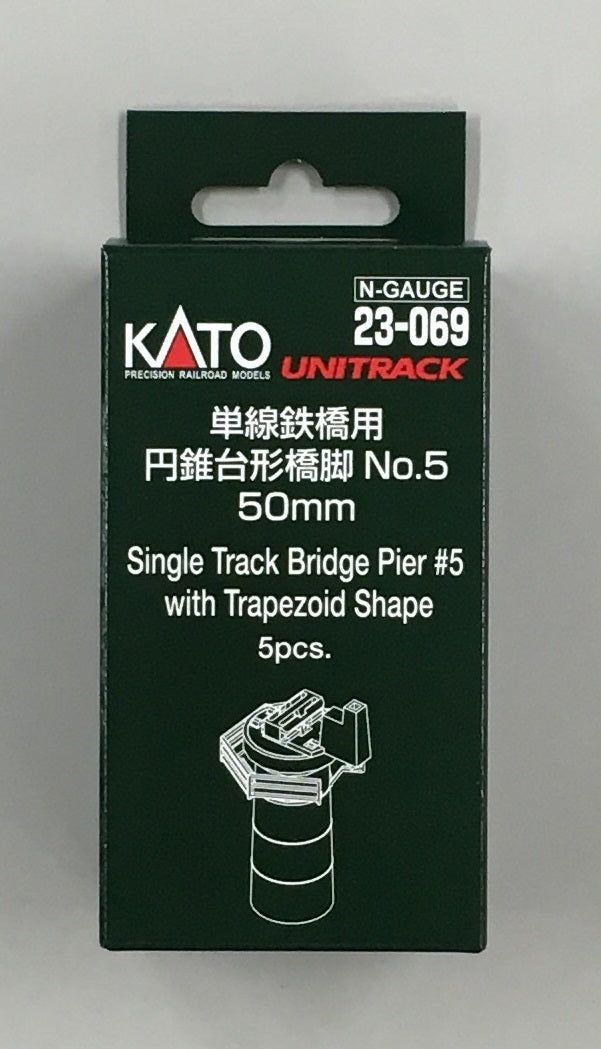 N-GAUGE
23-069
KATO
PRECISION RAILROAD MODELS
UNITRACK
単線鉄橋用
円錐台形橋脚 No.5
50mm
Single Track Bridge Pier #5
with Trapezoid Shape
5pcs.